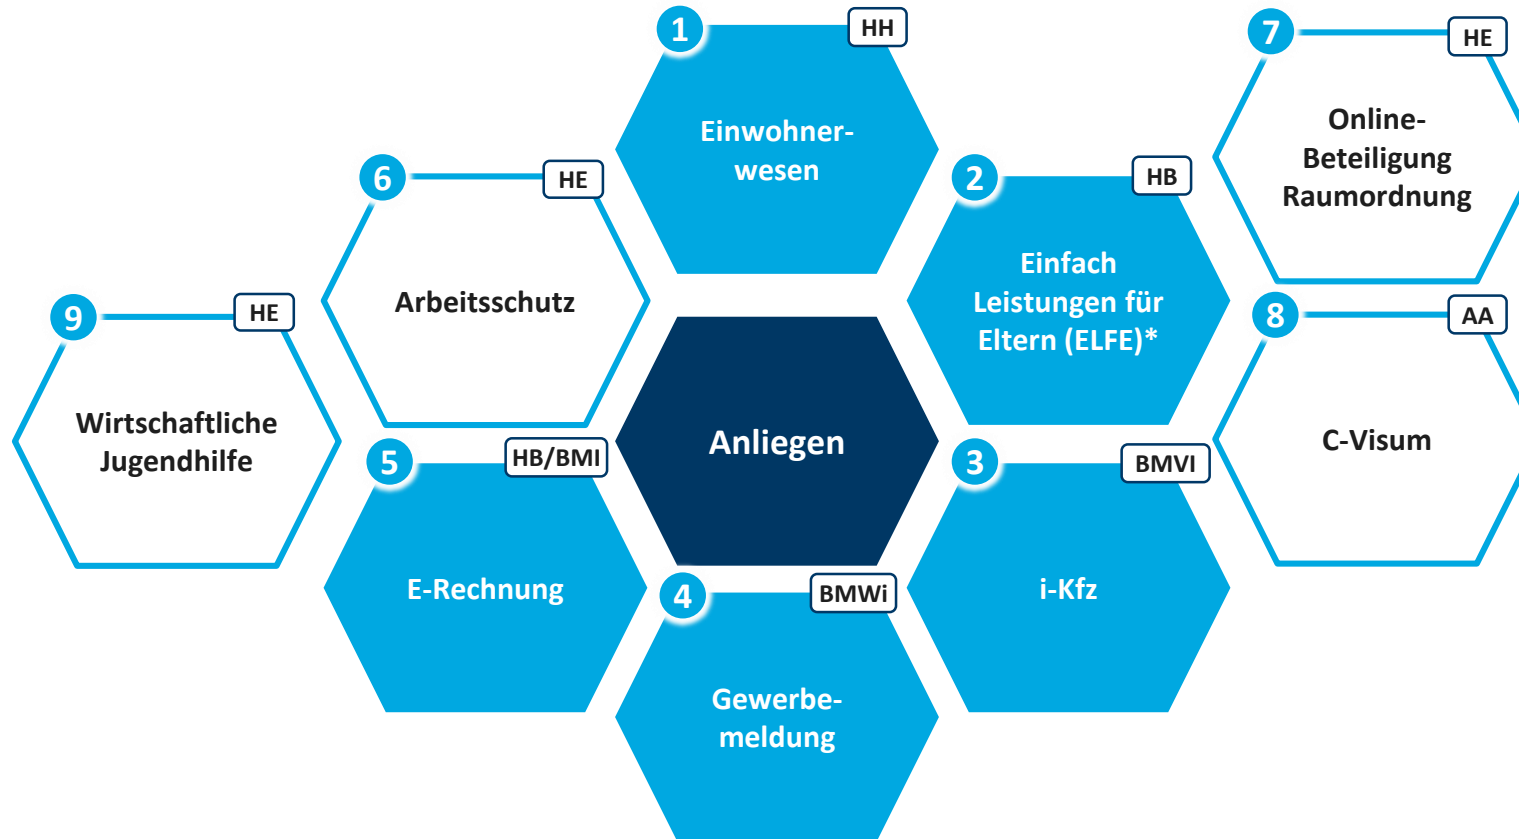 1
HH
Einwohner-
wesen
2
HB
Einfach
Leistungen für
Eltern (ELFE)*
3
BMVI
i-Kfz
4
BMWi
Gewerbe-
meldung
5
HB/BMI
E-Rechnung
6
HE
Arbeitsschutz
7
HE
Online-
Beteiligung
Raumordnung
8
AA
C-Visum
9
HE
Wirtschaftliche
Jugendhilfe
Anliegen